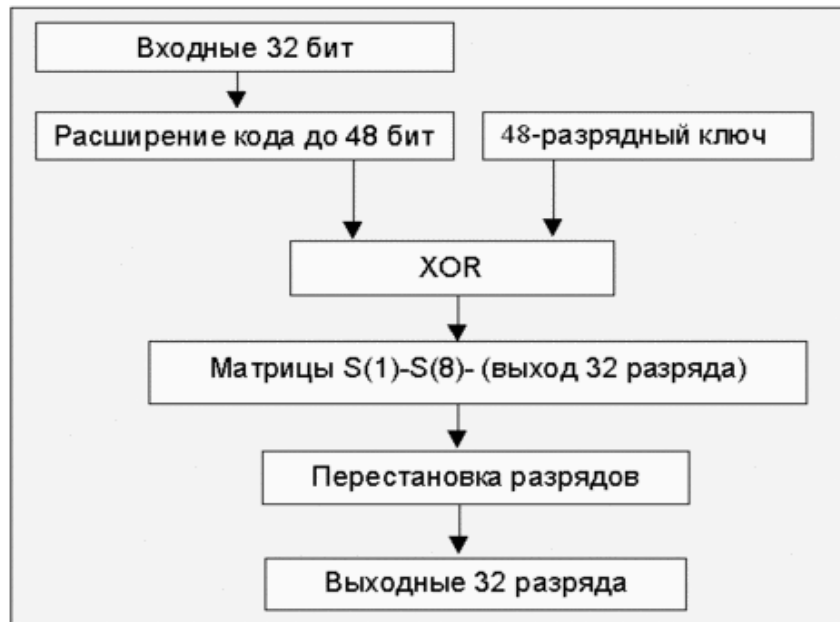 Входные 32 бит
Расширение кода до 48 бит
48-разрядный ключ
XOR
Матрицы S(1)-S(8)- (выход 32 разряда)
Перестановка разрядов
Выходные 32 разряда